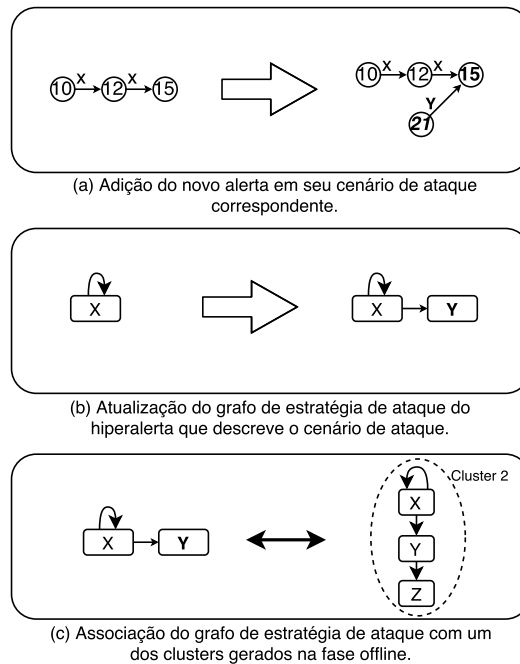 10 X 12 X 15
10 X 12 X 15
Y
21
(a) Adição do novo alerta em seu cenário de ataque
correspondente.
X
X Y
(b) Atualização do grafo de estratégia de ataque do
hiperalerta que descreve o cenário de ataque.
Cluster 2
X Y
X
Y
Z
(c) Associação do grafo de estratégia de ataque com um
dos clusters gerados na fase offline.